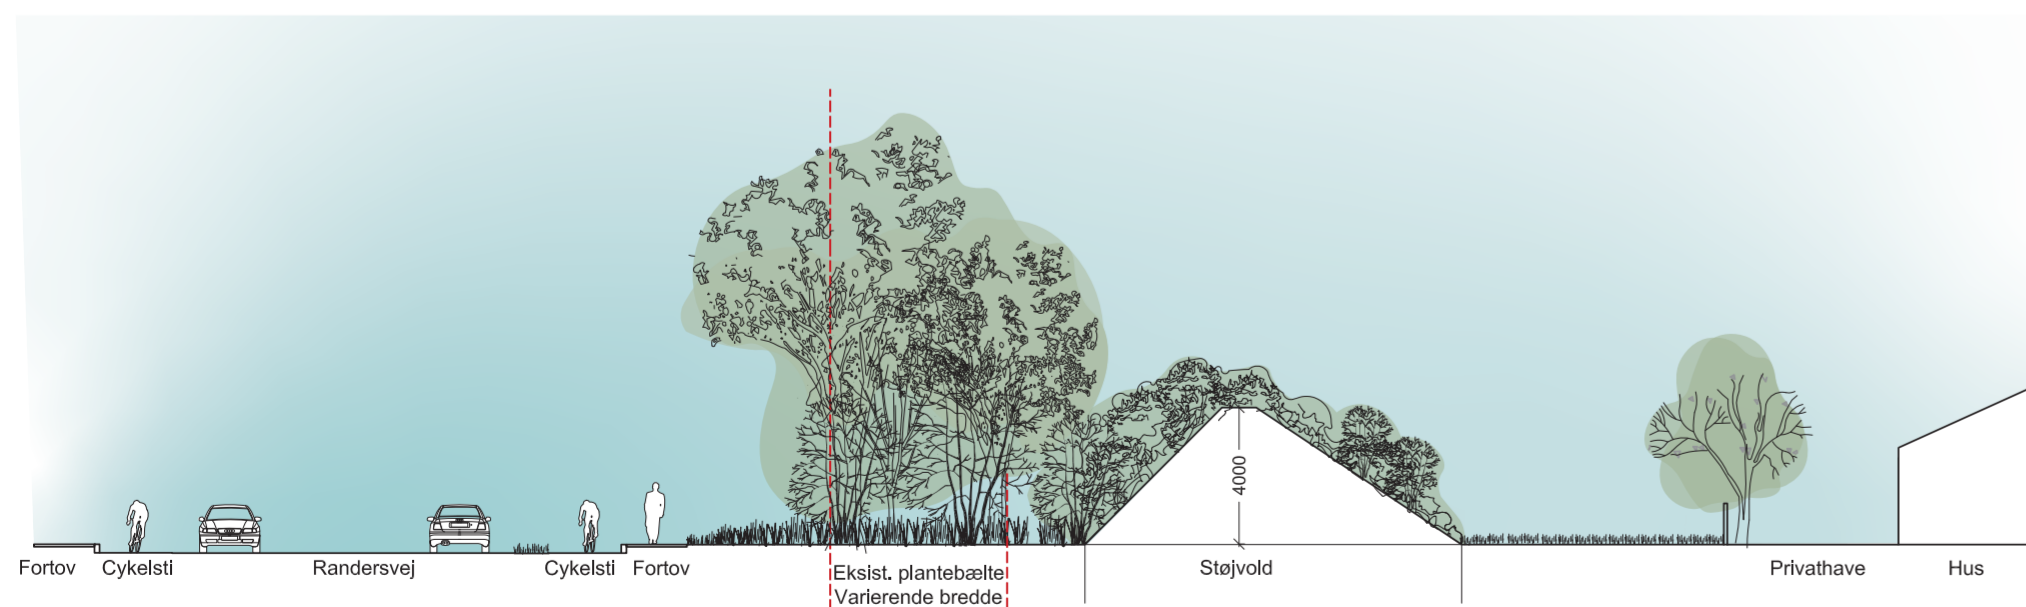 4000
Fortov
Cykelsti
Randersvej
Cykelsti
Fortov
Eksist. plantebælte
Varierende bredde
Støjvold
Privathave
Hus